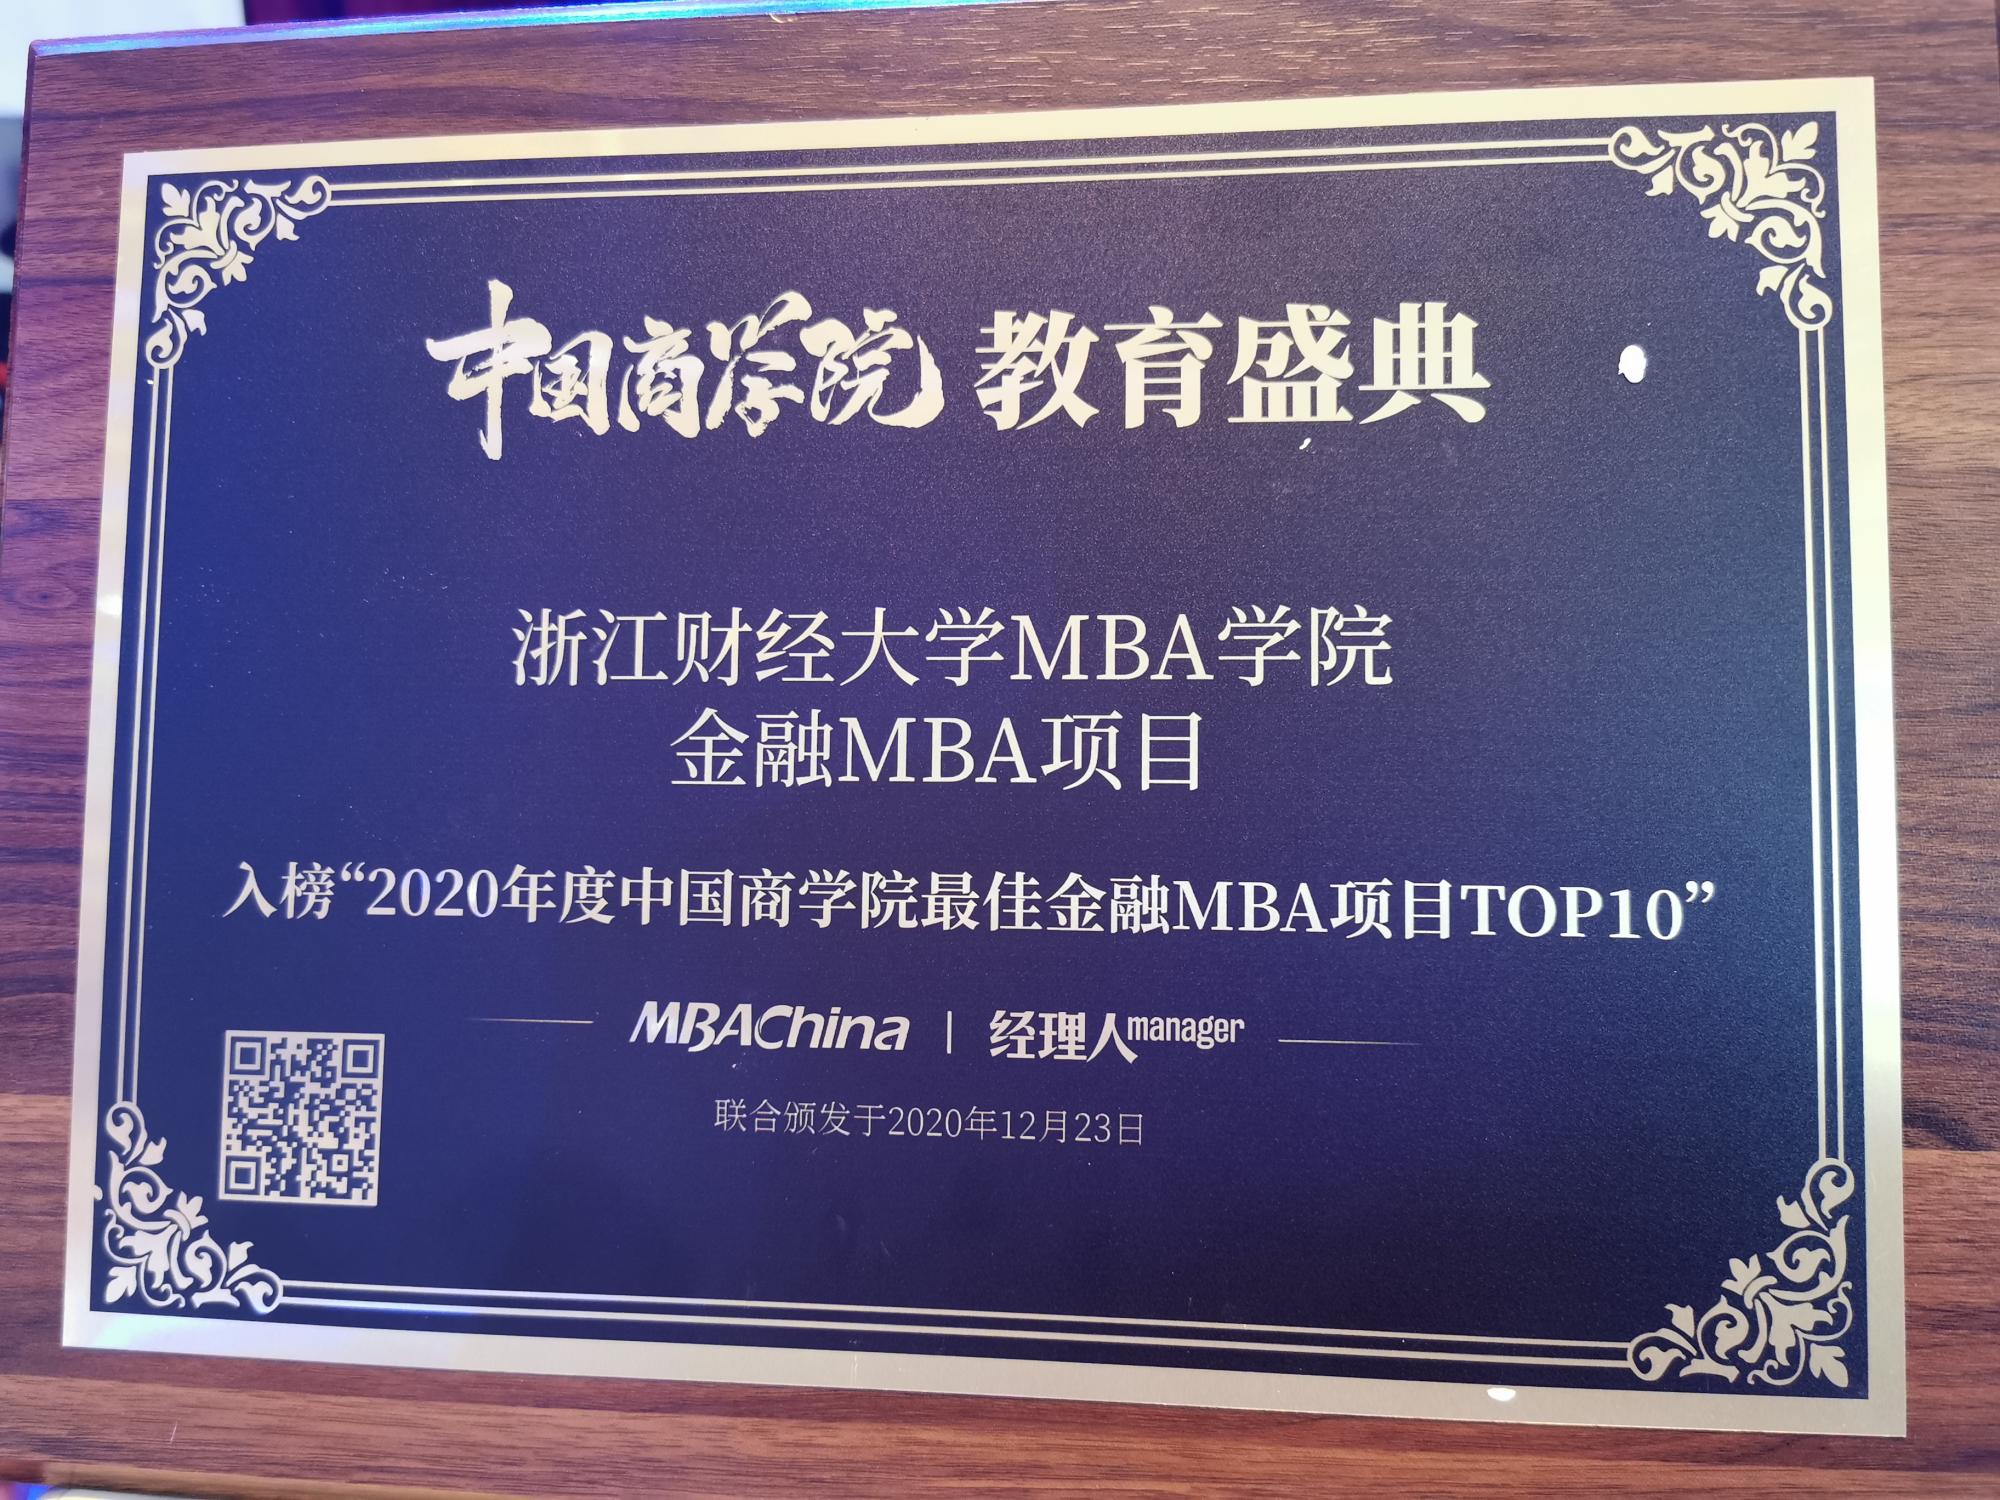 中国商学院 教育盛典
浙江财经大学MBA学院
金融MBA项目
入榜“2020年度中国商学院最佳金融MBA项目TOP10”
MBAChina | 经理人manager
联合颁发于2020年12月23日